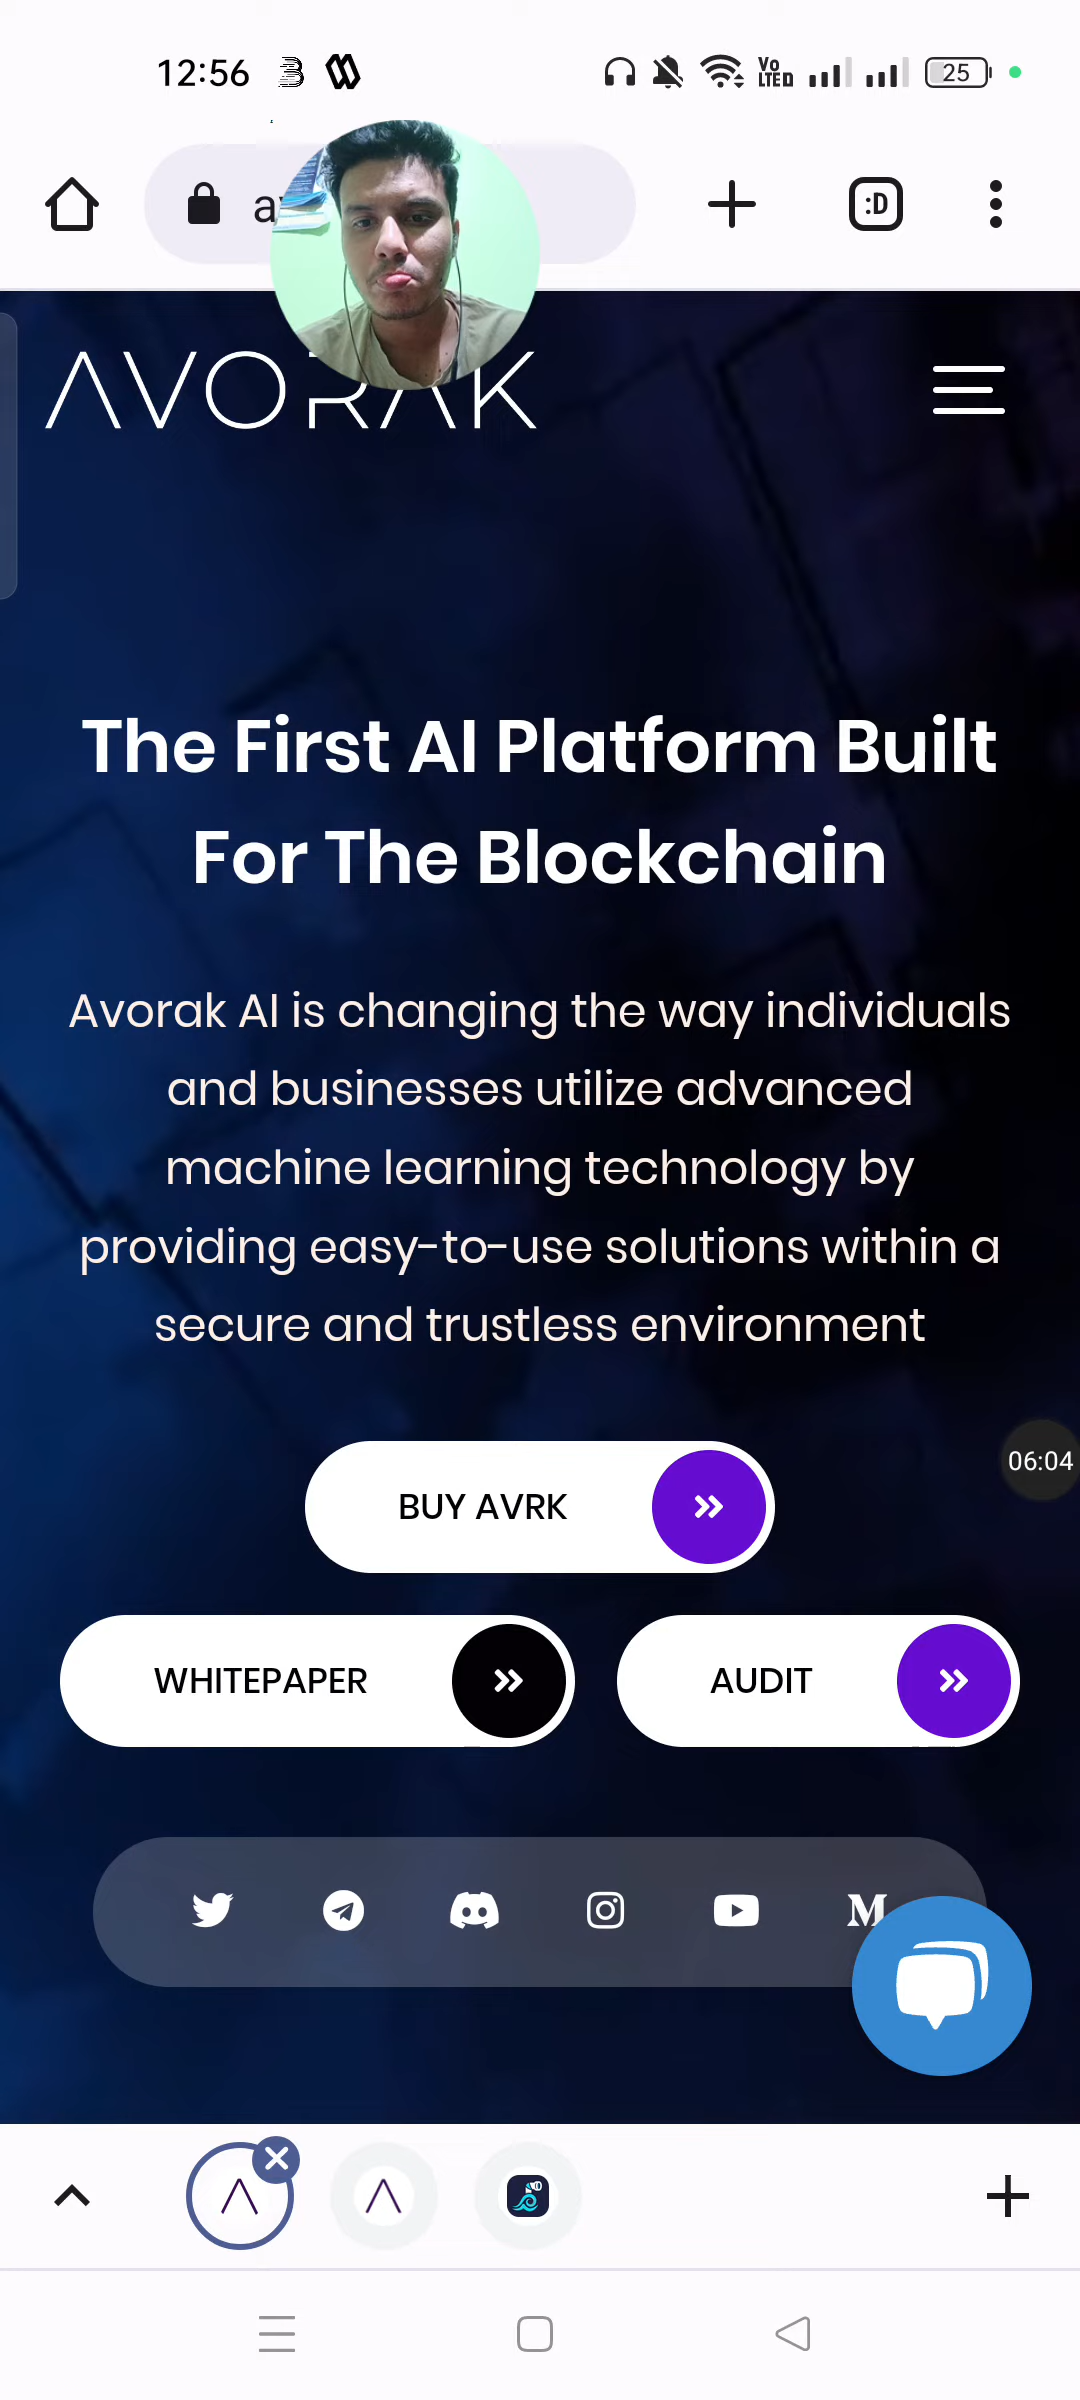 12:56
Vo
LTED
25
:D
AVORAK
The First AI Platform Built
For The Blockchain
Avorak AI is changing the way individuals
and businesses utilize advanced
machine learning technology by
providing easy-to-use solutions within a
secure and trustless environment
06:04
BUY AVRK
WHITEPAPER
AUDIT